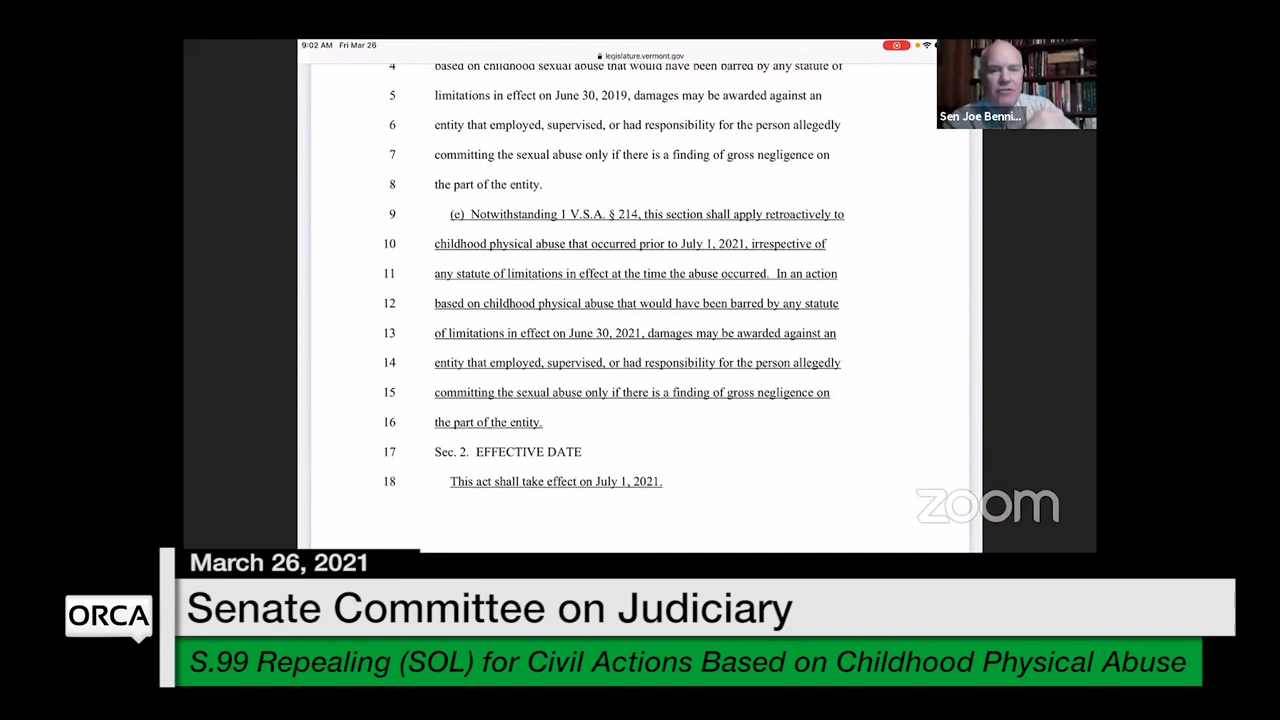 9:02 AM Fri Mar 26
legislature.vermont.gov
4 based on childhood sexual abuse that would have been barred by any statute of
5 limitations in effect on June 30, 2019, damages may be awarded against an
6 entity that employed, supervised, or had responsibility for the person allegedly
7 committing the sexual abuse only if there is a finding of gross negligence on
8 the part of the entity.
9 (e) Notwithstanding 1 V.S.A. § 214, this section shall apply retroactively to
10 childhood physical abuse that occurred prior to July 1, 2021, irrespective of
11 any statute of limitations in effect at the time the abuse occurred. In an action
12 based on childhood physical abuse that would have been barred by any statute
13 of limitations in effect on June 30, 2021, damages may be awarded against an
14 entity that employed, supervised, or had responsibility for the person allegedly
15 committing the sexual abuse only if there is a finding of gross negligence on
16 the part of the entity.
17 Sec. 2. EFFECTIVE DATE
18 This act shall take effect on July 1, 2021.
Sen Joe Benni...
zoom
March 26, 2021
ORCA
Senate Committee on Judiciary
S.99 Repealing (SOL) for Civil Actions Based on Childhood Physical Abuse